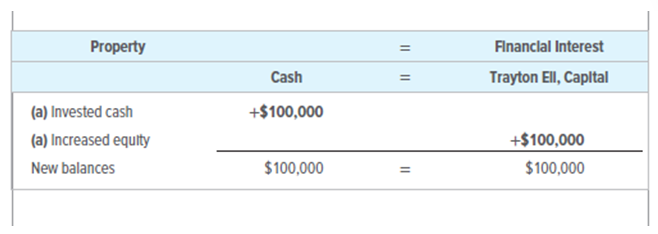 Property = Financial Interest
Cash = Trayton Ell, Capital
(a) Invested cash +$100,000
(a) Increased equity +$100,000
New balances $100,000 = $100,000